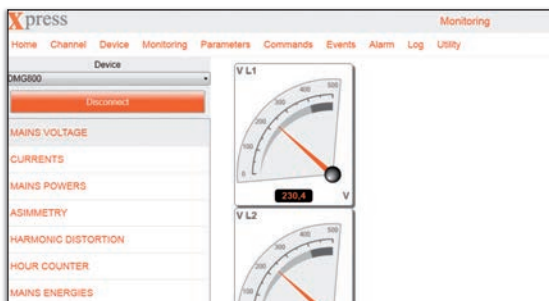 Xpress
Monitoring
Home Channel Device Monitoring Parameters Commands Events Alarm Log Utility
Device
DMG800
Disconnect
MAINS VOLTAGE
CURRENTS
MAINS POWERS
ASIMMETRY
HARMONIC DISTORTION
HOUR COUNTER
MAINS ENERGIES
V L1
0 100 200 300 400 500
230,4 V
V L2
100 200 300 400 500